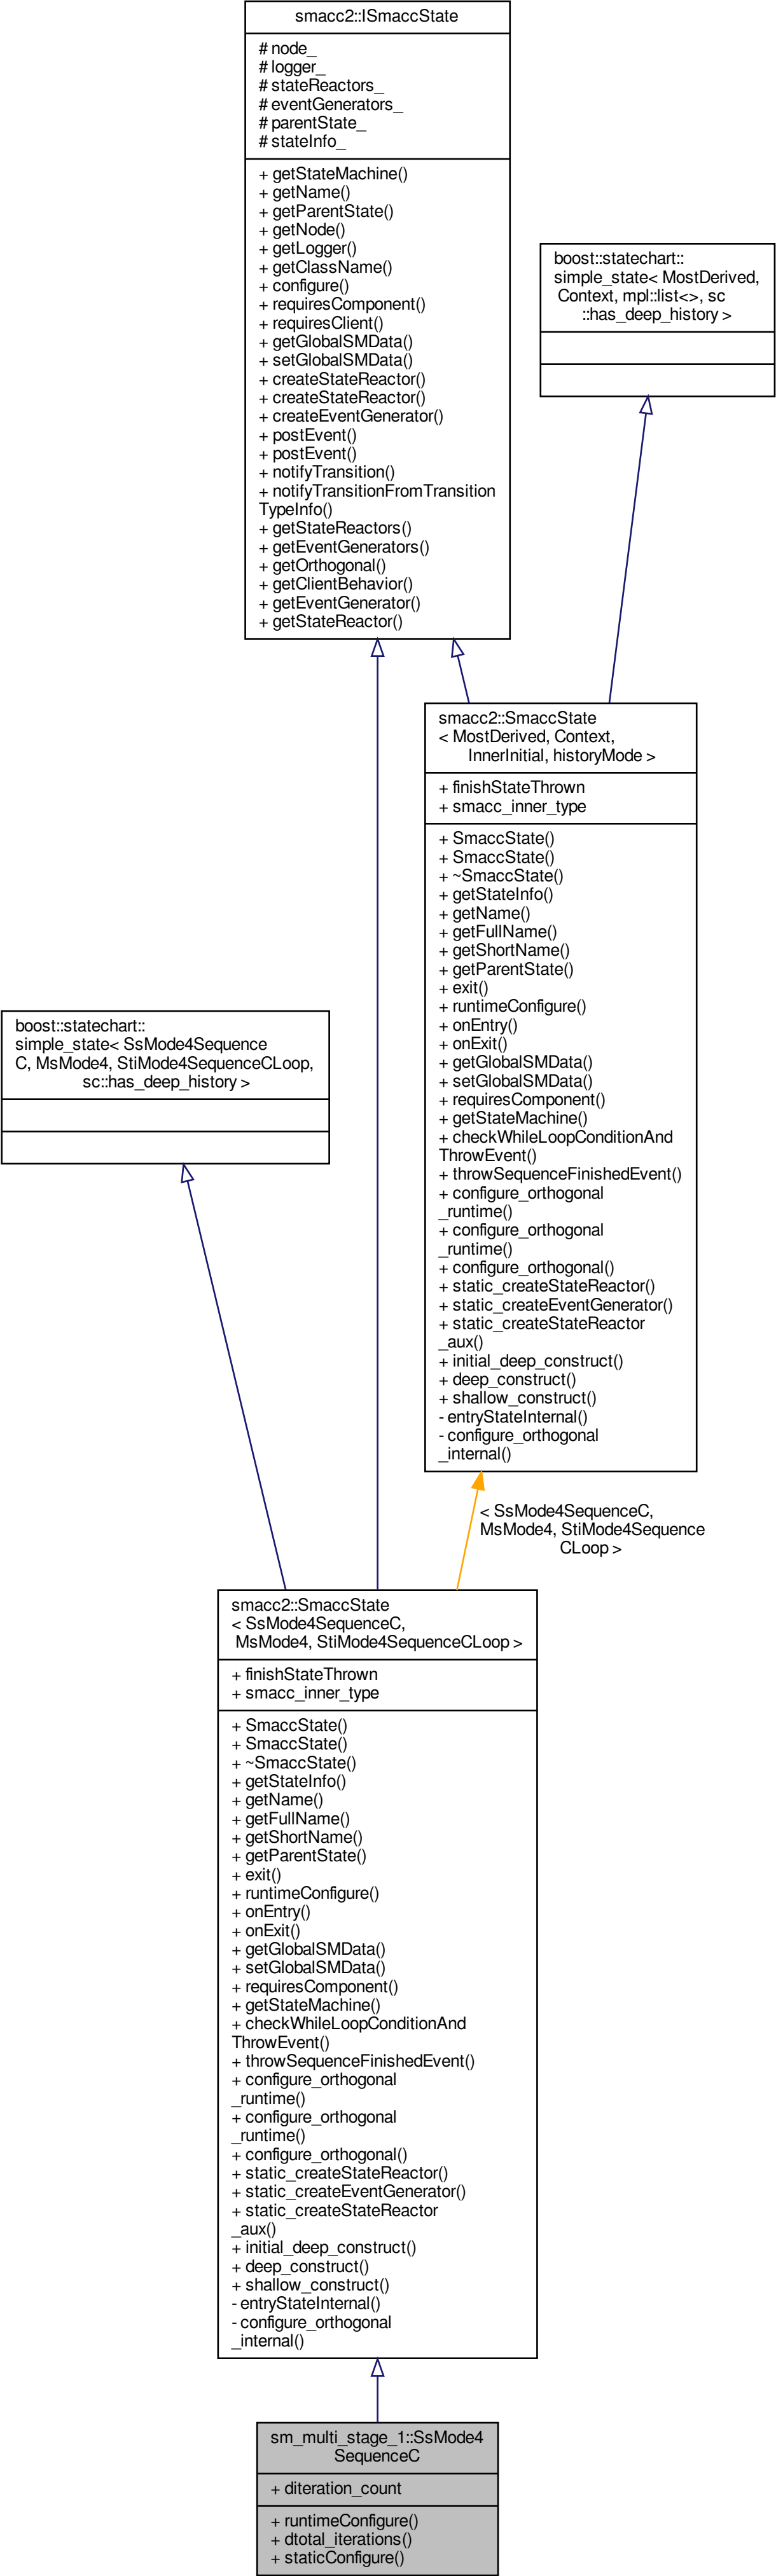 smacc2::ISmaccState
# node_
# logger_
# stateReactors_
# eventGenerators_
# parentState_
# stateInfo_
+ getStateMachine()
+ getName()
+ getParentState()
+ getNode()
+ getLogger()
+ getClassName()
+ configure()
+ requiresComponent()
+ requiresClient()
+ getGlobalSMData()
+ setGlobalSMData()
+ createStateReactor()
+ createStateReactor()
+ createEventGenerator()
+ postEvent()
+ postEvent()
+ notifyTransition()
+ notifyTransitionFromTransition
TypeInfo()
+ getStateReactors()
+ getEventGenerators()
+ getOrthogonal()
+ getClientBehavior()
+ getEventGenerator()
+ getStateReactor()
boost::statechart::
simple_state< MostDerived,
Context, mpl::list<>, sc
::has_deep_history >
smacc2::SmaccState
< MostDerived, Context,
InnerInitial, historyMode >
+ finishStateThrown
+ smacc_inner_type
+ SmaccState()
+ SmaccState()
+ ~SmaccState()
+ getStateInfo()
+ getName()
+ getFullName()
+ getShortName()
+ getParentState()
+ exit()
+ runtimeConfigure()
+ onEntry()
+ onExit()
+ getGlobalSMData()
+ setGlobalSMData()
+ requiresComponent()
+ getStateMachine()
+ checkWhileLoopConditionAnd
ThrowEvent()
+ throwSequenceFinishedEvent()
+ configure_orthogonal
_runtime()
+ configure_orthogonal
_runtime()
+ configure_orthogonal()
+ static_createStateReactor()
+ static_createEventGenerator()
+ static_createStateReactor
_aux()
+ initial_deep_construct()
+ deep_construct()
+ shallow_construct()
- entryStateInternal()
- configure_orthogonal
_internal()
boost::statechart::
simple_state< SsMode4Sequence
C, MsMode4, StiMode4SequenceCLoop,
sc::has_deep_history >
< SsMode4SequenceC,
MsMode4, StiMode4Sequence
CLoop >
smacc2::SmaccState
< SsMode4SequenceC,
MsMode4, StiMode4SequenceCLoop >
+ finishStateThrown
+ smacc_inner_type
+ SmaccState()
+ SmaccState()
+ ~SmaccState()
+ getStateInfo()
+ getName()
+ getFullName()
+ getShortName()
+ getParentState()
+ exit()
+ runtimeConfigure()
+ onEntry()
+ onExit()
+ getGlobalSMData()
+ setGlobalSMData()
+ requiresComponent()
+ getStateMachine()
+ checkWhileLoopConditionAnd
ThrowEvent()
+ throwSequenceFinishedEvent()
+ configure_orthogonal
_runtime()
+ configure_orthogonal
_runtime()
+ configure_orthogonal()
+ static_createStateReactor()
+ static_createEventGenerator()
+ static_createStateReactor
_aux()
+ initial_deep_construct()
+ deep_construct()
+ shallow_construct()
- entryStateInternal()
- configure_orthogonal
_internal()
sm_multi_stage_1::SsMode4
SequenceC
+ diteration_count
+ runtimeConfigure()
+ dtotal_iterations()
+ staticConfigure()